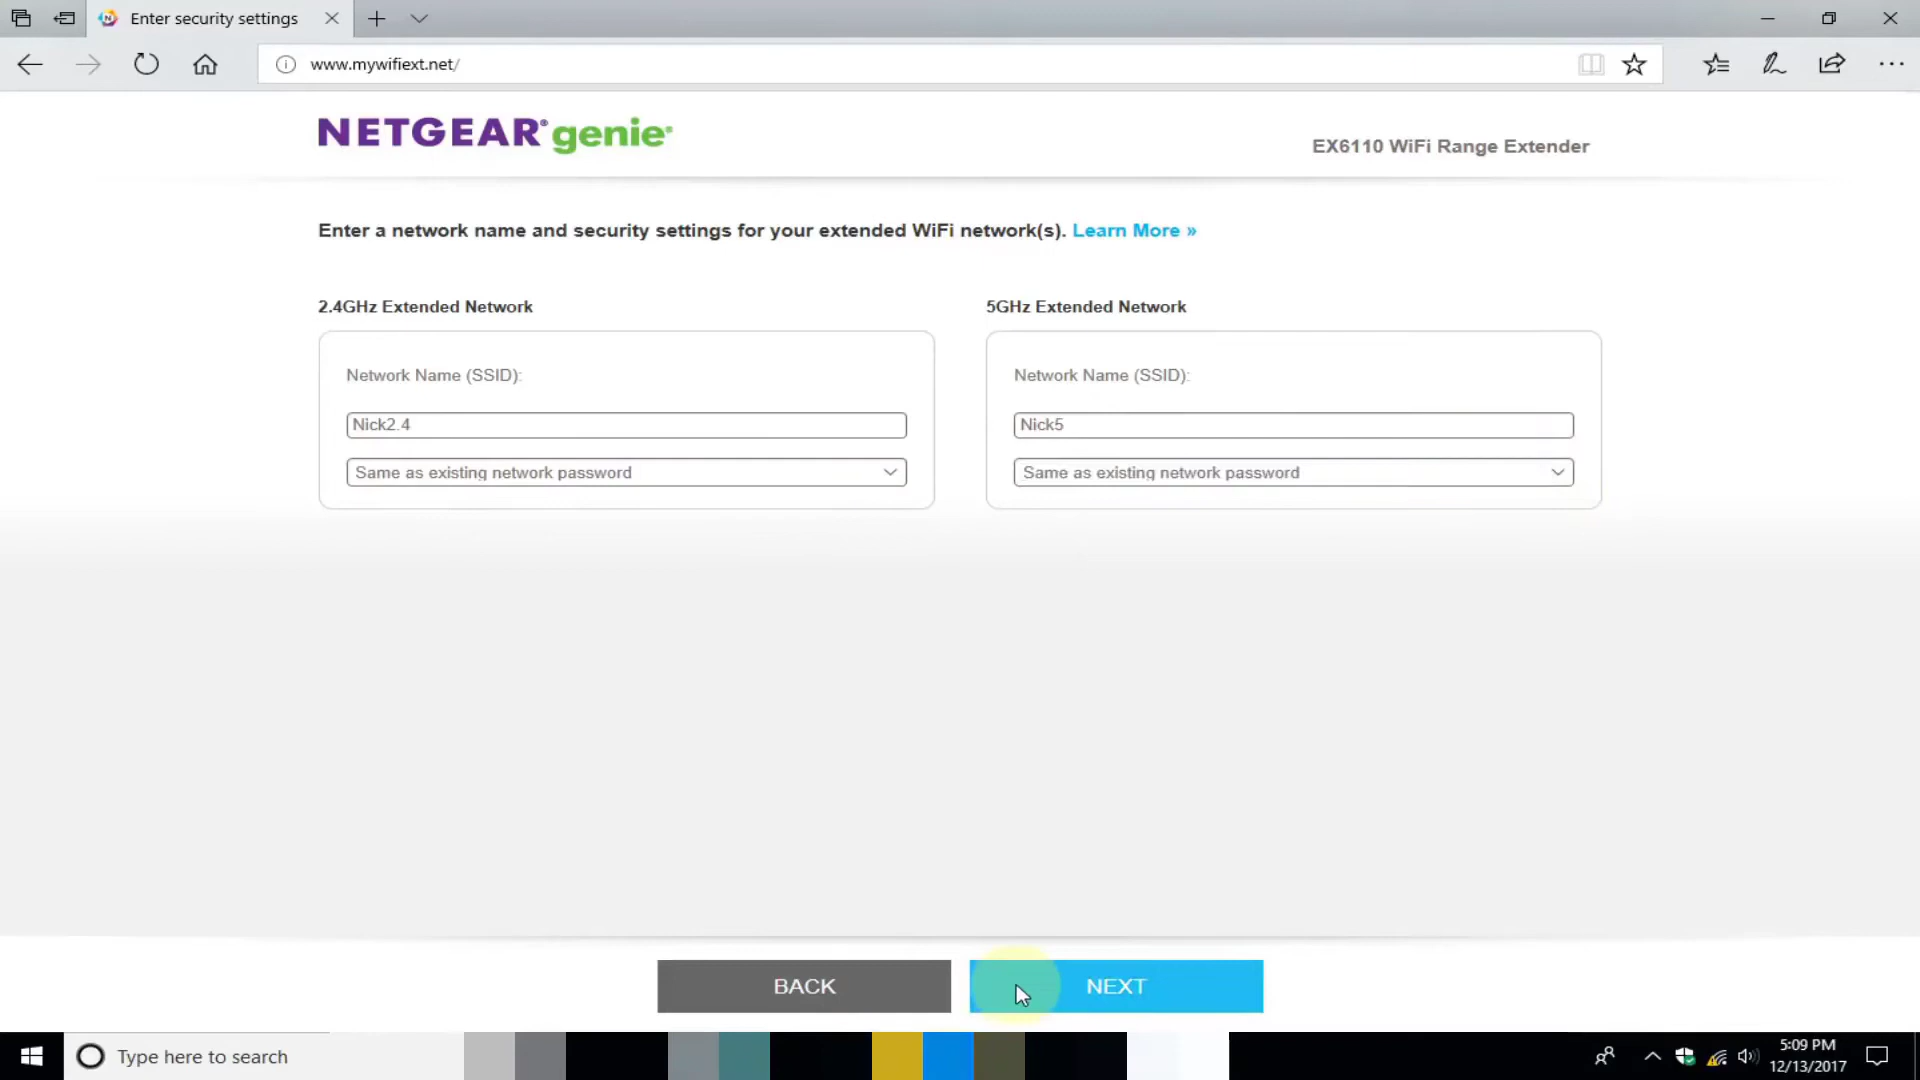 Enter security settings
www.mywifiext.net/
NETGEAR® genie®
EX6110 WiFi Range Extender
Enter a network name and security settings for your extended WiFi network(s). Learn More »
2.4GHz Extended Network
5GHz Extended Network
Network Name (SSID):
Network Name (SSID):
Nick2.4
Nick5
Same as existing network password
Same as existing network password
BACK
NEXT
Type here to search
5:09 PM
12/13/2017